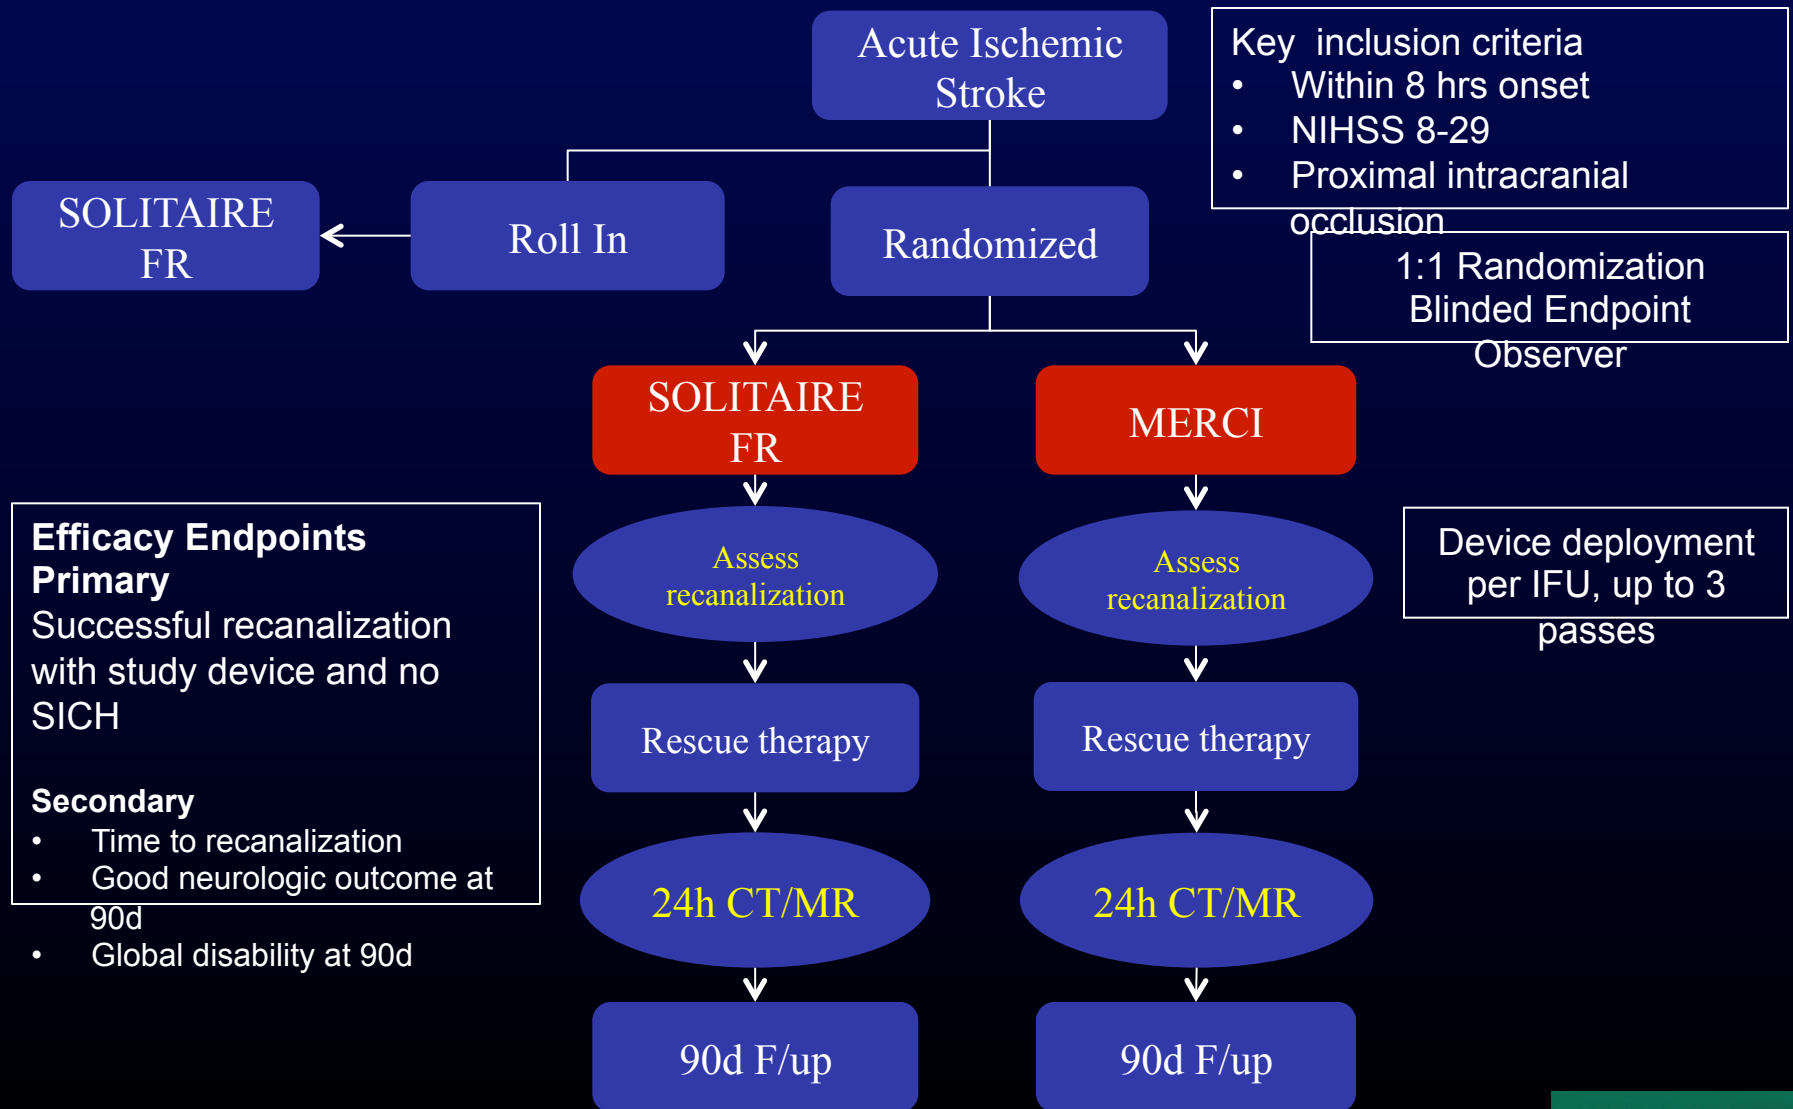 Acute Ischemic
Stroke
Key inclusion criteria
• Within 8 hrs onset
• NIHSS 8-29
• Proximal intracranial
occlusion
SOLITAIRE
FR
Roll In
Randomized
1:1 Randomization
Blinded Endpoint
Observer
SOLITAIRE
FR
MERCI
Efficacy Endpoints
Primary
Successful recanalization
with study device and no
SICH
Secondary
• Time to recanalization
• Good neurologic outcome at
90d
• Global disability at 90d
Assess
recanalization
Assess
recanalization
Device deployment
per IFU, up to 3
passes
Rescue therapy
Rescue therapy
24h CT/MR
24h CT/MR
90d F/up
90d F/up